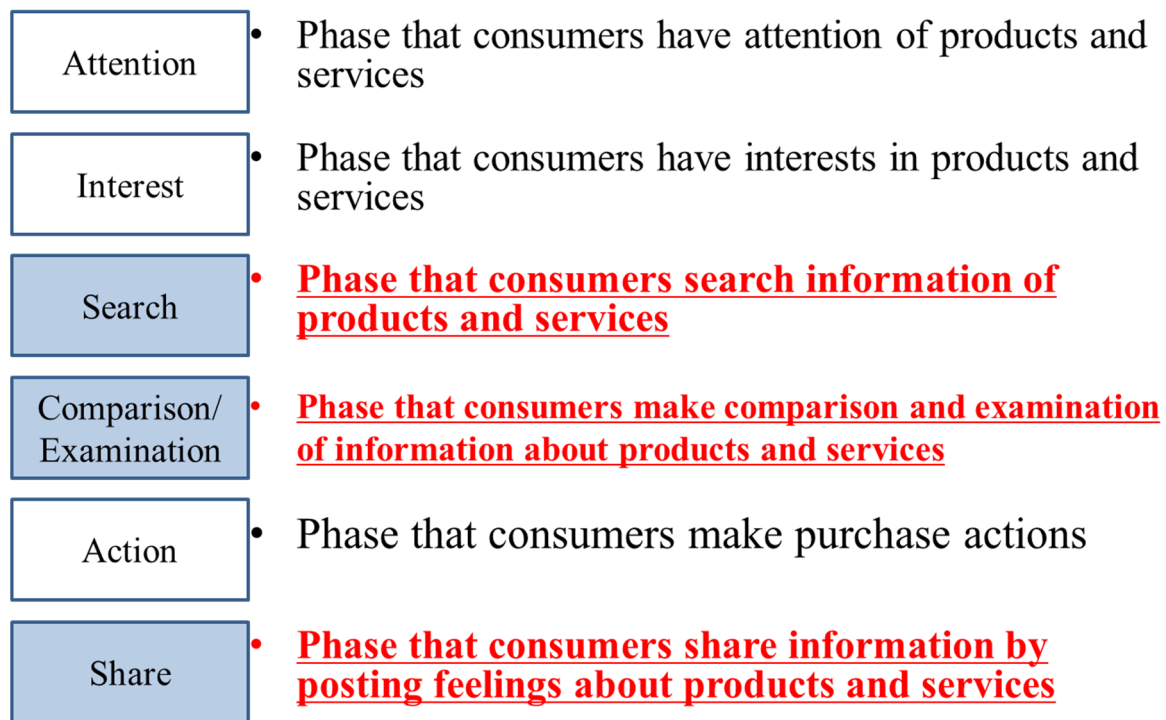 Attention
• Phase that consumers have attention of products and
services
Interest
• Phase that consumers have interests in products and
services
Search
• Phase that consumers search information of
products and services
Comparison/
Examination
• Phase that consumers make comparison and examination
of information about products and services
Action
• Phase that consumers make purchase actions
Share
• Phase that consumers share information by
posting feelings about products and services